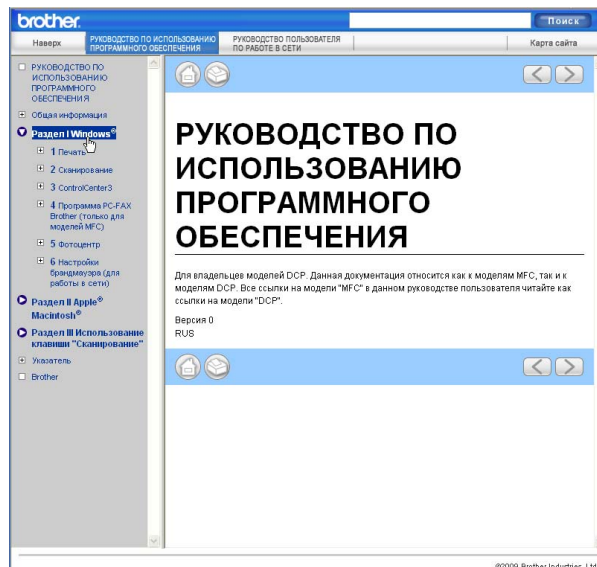 brother.
Поиск
Наверх
РУКОВОДСТВО ПО ИСПОЛЬЗОВАНИЮ
ПРОГРАММНОГО ОБЕСПЕЧЕНИЯ
РУКОВОДСТВО ПОЛЬЗОВАТЕЛЯ
ПО РАБОТЕ В СЕТИ
Карта сайта
РУКОВОДСТВО ПО
ИСПОЛЬЗОВАНИЮ
ПРОГРАММНОГО
ОБЕСПЕЧЕНИЯ
Общая информация
Раздел I Windows®
1 Печать
2 Сканирование
3 ControlCenter3
4 Программа PC-FAX
Brother (только для
моделей MFC)
5 Фотоцентр
6 Настройки
брандмауэра (для
работы в сети)
Раздел II Apple®
Macintosh®
Раздел III Использование
клавиши "Сканирование"
Указатель
Brother
РУКОВОДСТВО ПО
ИСПОЛЬЗОВАНИЮ
ПРОГРАММНОГО
ОБЕСПЕЧЕНИЯ
Для владельцев моделей DCP. Данная документация относится как к моделям MFC, так и к
моделям DCP. Все ссылки на модели "MFC" в данном руководстве пользователя читайте как
ссылки на модели "DCP".
Версия 0
RUS
©2009 Brother Industries, Ltd